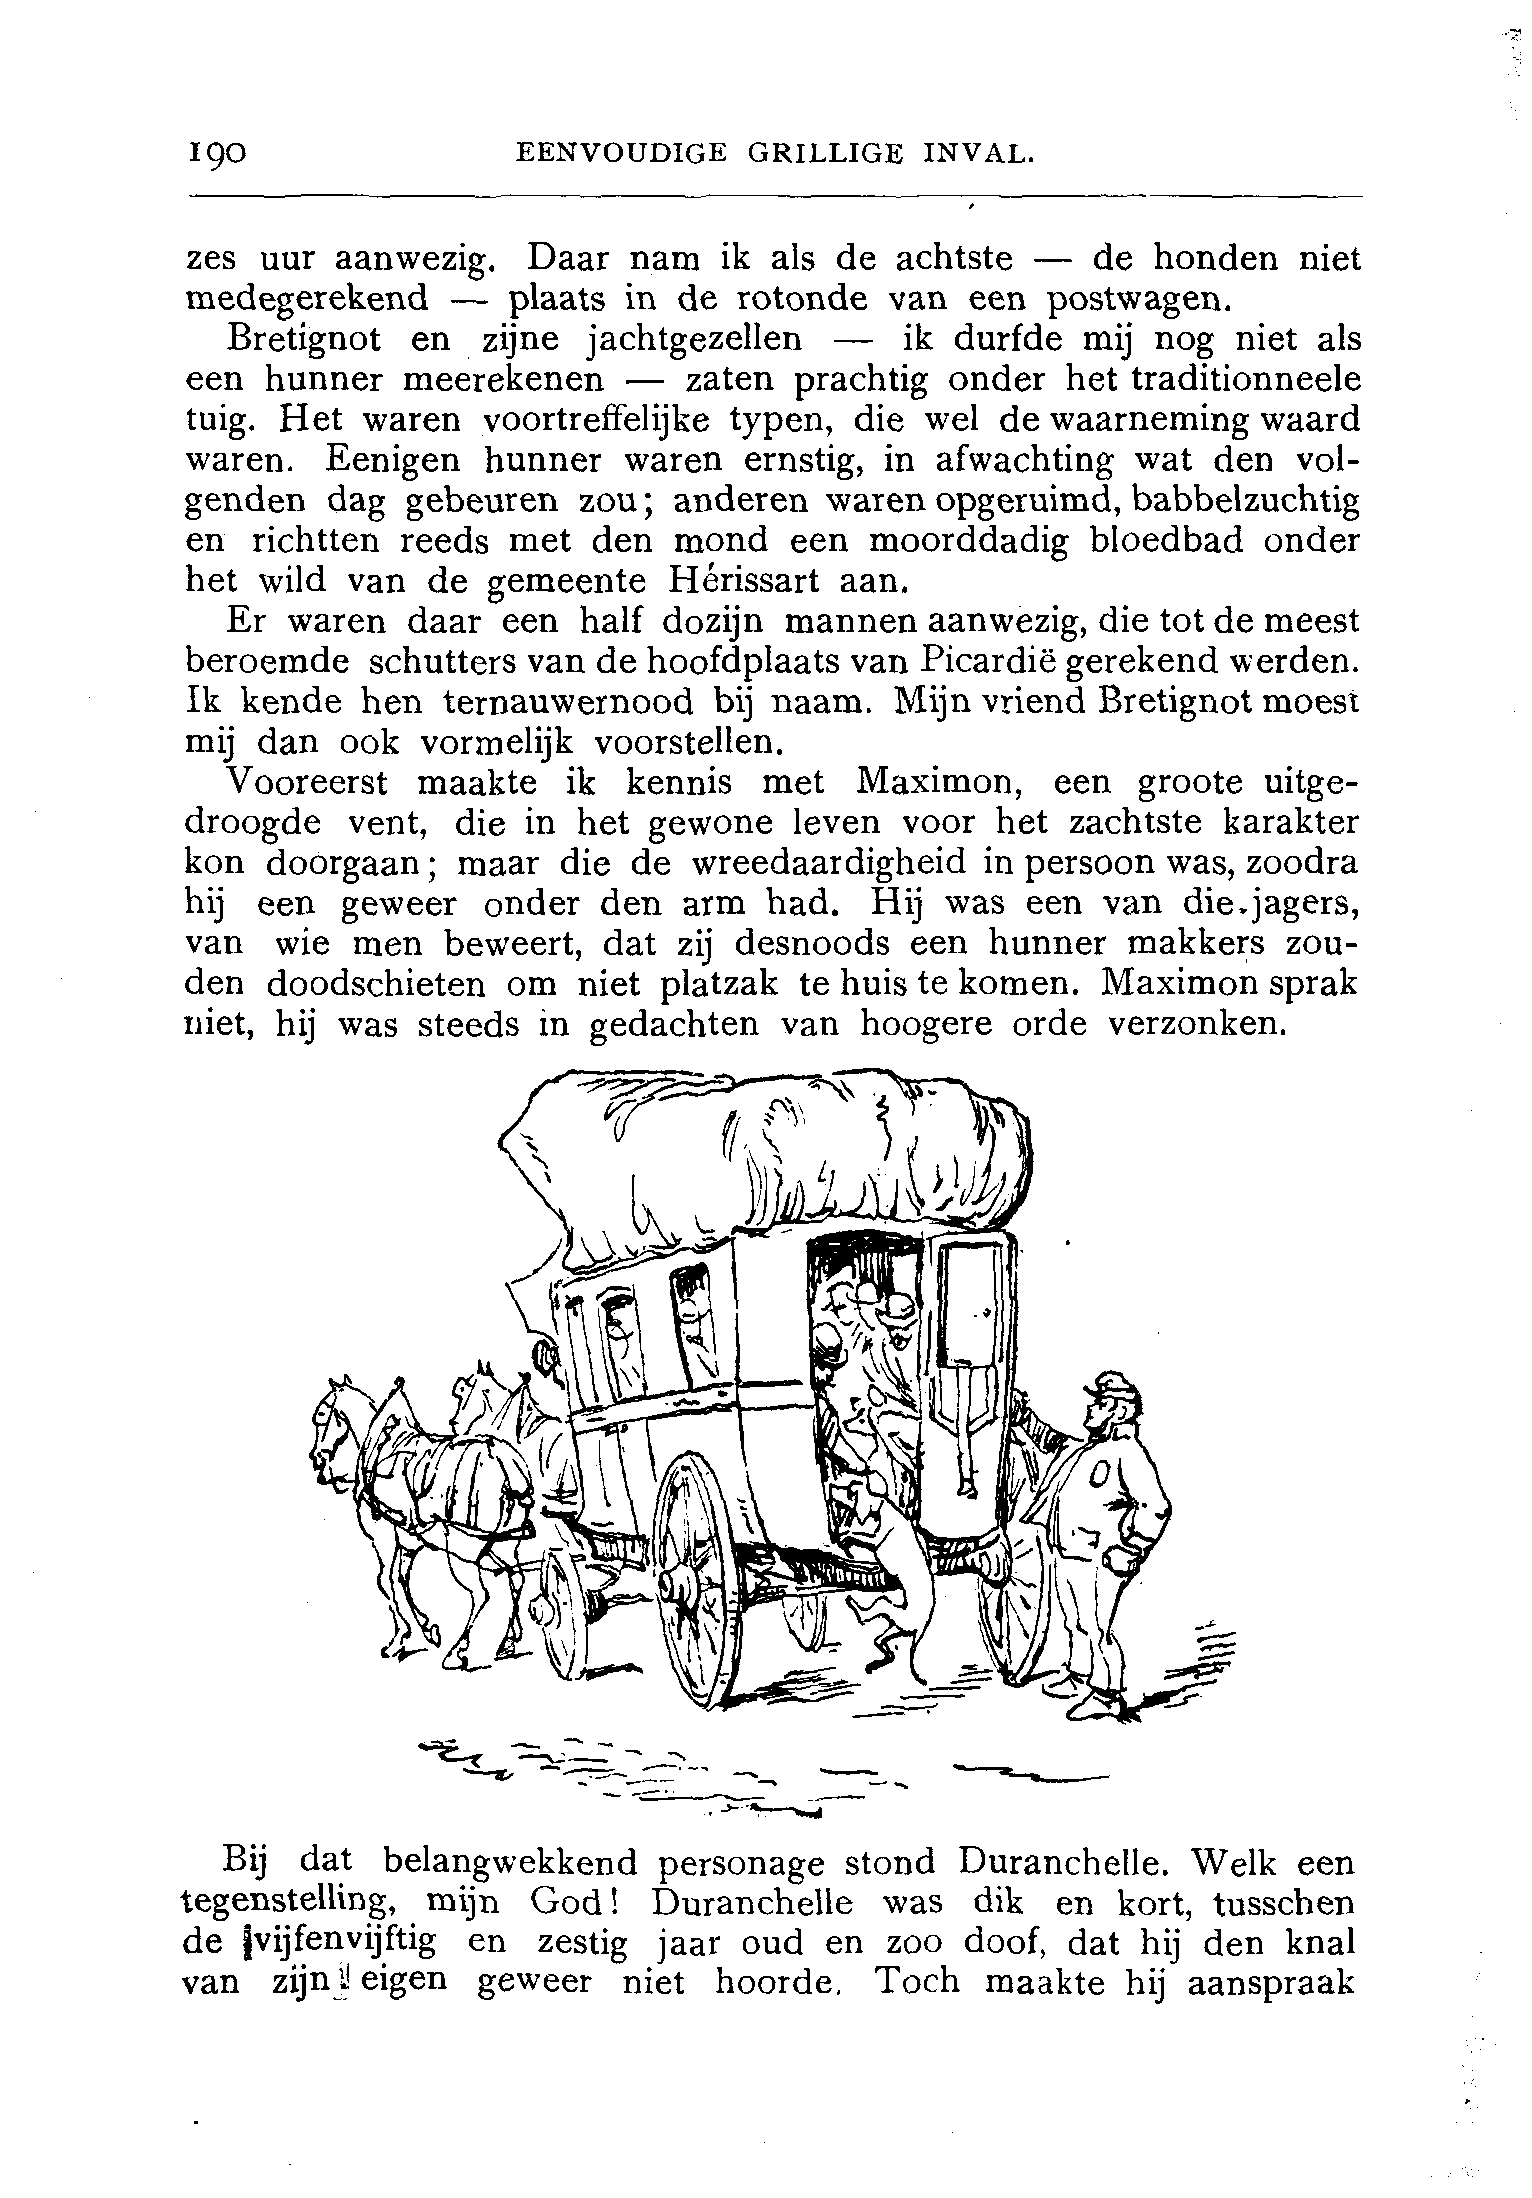 190 EENVOUDIGE GRILLIGE INVAL.
zes uur aanwezig. Daar nam ik als de achtste — de honden niet
medegerekend — plaats in de rotonde van een postwagen.
Bretignot en zijne jachtgezellen — ik durfde mij nog niet als
een hunner meerekenen — zaten prachtig onder het traditionneele
tuig. Het waren voortreffelijke typen, die wel de waarneming waard
waren. Eenigen hunner waren ernstig, in afwachting wat den vol-
genden dag gebeuren zou; anderen waren opgeruimd, babbelzuchtig
en richtten reeds met den mond een moorddadig bloedbad onder
het wild van de gemeente Hérissart aan.
Er waren daar een half dozijn mannen aanwezig, die tot de meest
beroemde schutters van de hoofdplaats van Picardië gerekend werden.
Ik kende hen ternauwernood bij naam. Mijn vriend Bretignot moest
mij dan ook vormelijk voorstellen.
Vooreerst maakte ik kennis met Maximon, een groote uitge-
droogde vent, die in het gewone leven voor het zachtste karakter
kon doorgaan; maar die de wreedaardigheid in persoon was, zoodra
hij een geweer onder den arm had. Hij was een van die jagers,
van wie men beweert, dat zij desnoods een hunner makkers zou-
den doodschieten om niet platzak te huis te komen. Maximon sprak
niet, hij was steeds in gedachten van hoogere orde verzonken.
Bij dat belangwekkend personage stond Duranchelle. Welk een
tegenstelling, mijn God! Duranchelle was dik en kort, tusschen
de vijfenvijftig en zestig jaar oud en zoo doof, dat hij den knal
van zijn eigen geweer niet hoorde. Toch maakte hij aanspraak